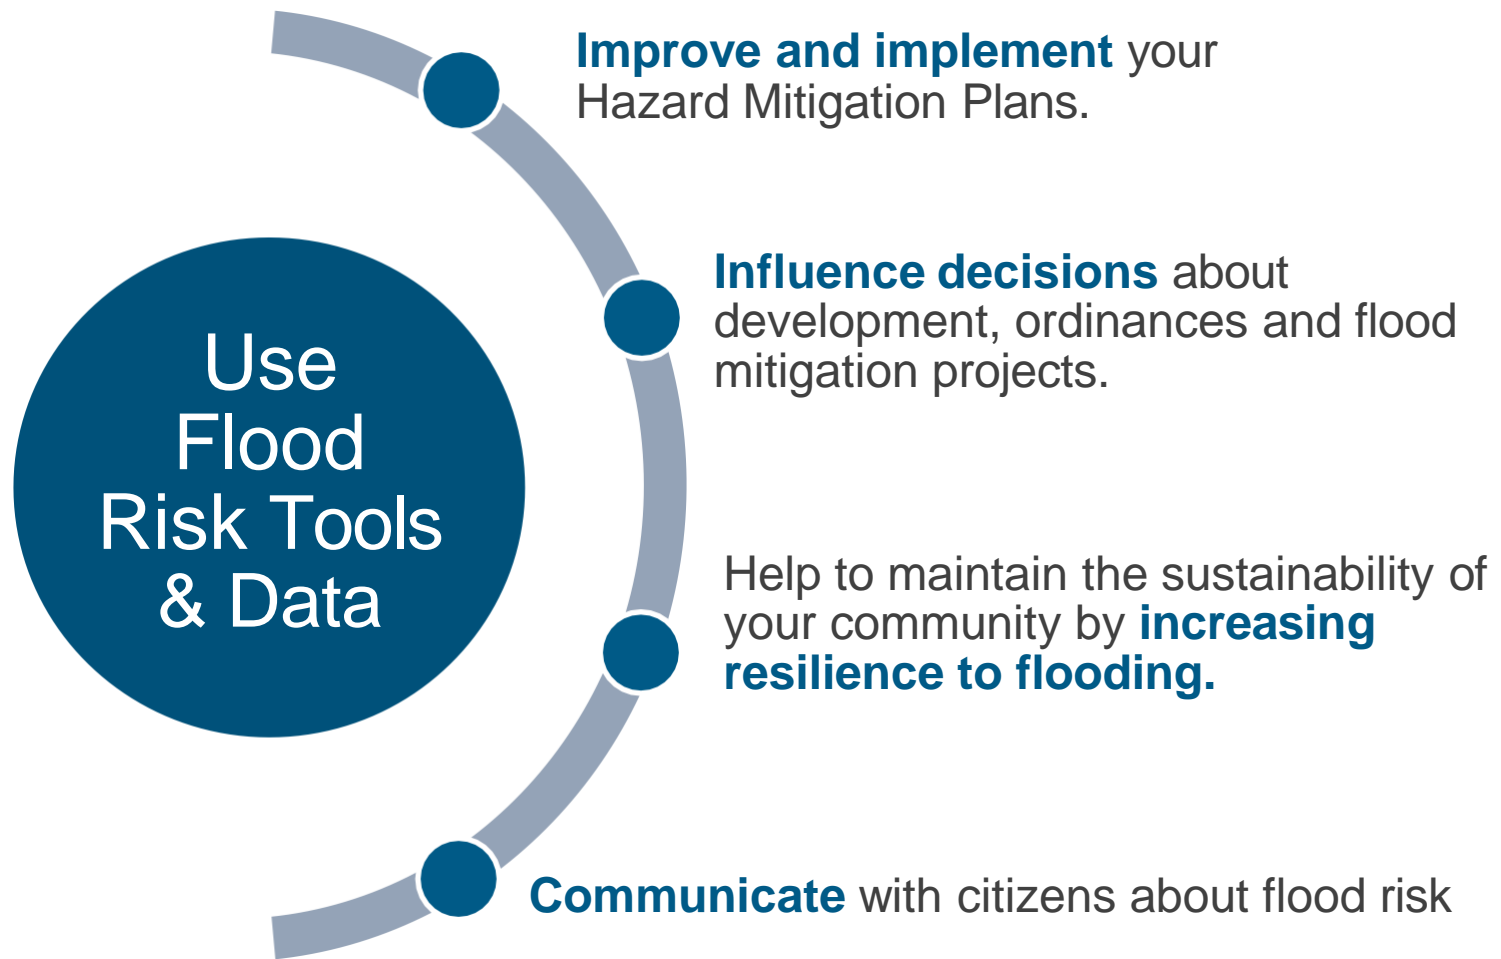 Improve and implement your
Hazard Mitigation Plans.
Influence decisions about
development, ordinances and flood
mitigation projects.
Use
Flood
Risk Tools
& Data
Help to maintain the sustainability of
your community by increasing
resilience to flooding.
Communicate with citizens about flood risk